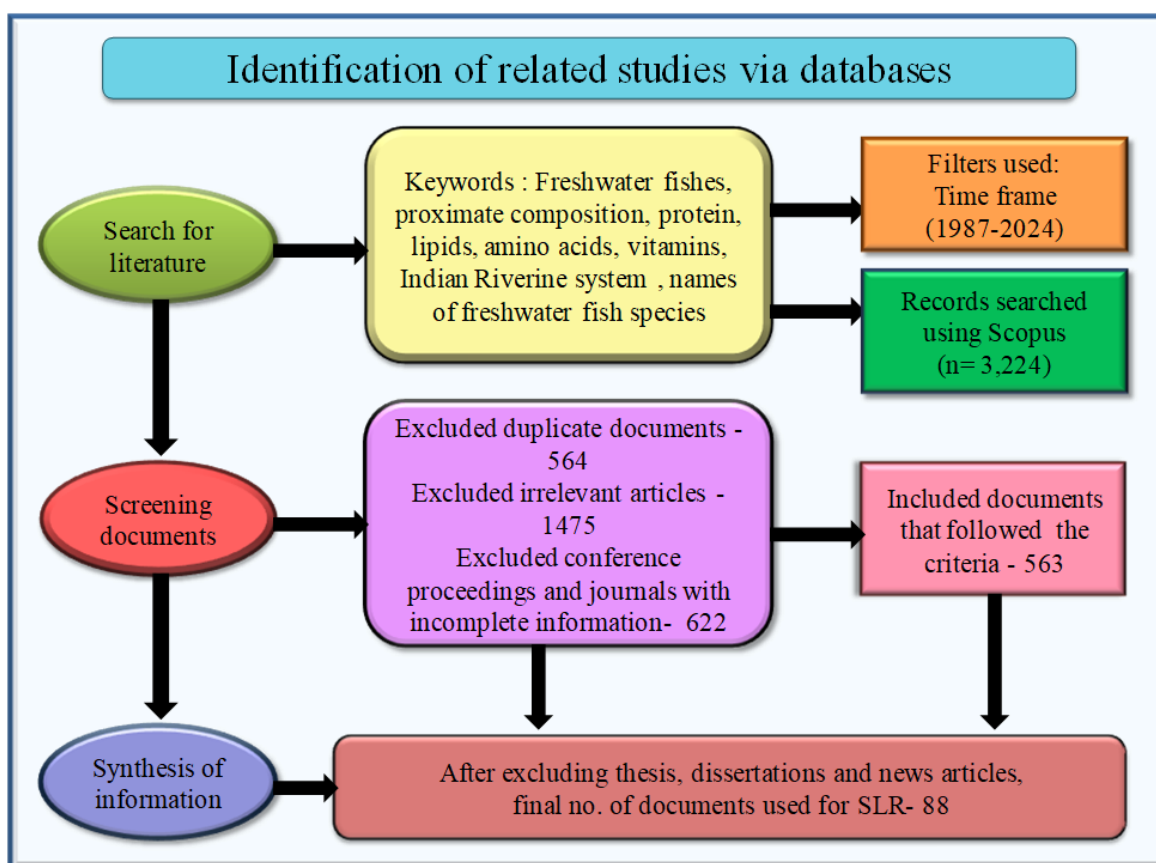 Identification of related studies via databases
Search for
literature
Keywords : Freshwater fishes,
proximate composition, protein,
lipids, amino acids, vitamins,
Indian Riverine system , names
of freshwater fish species
Filters used:
Time frame
(1987-2024)
Records searched
using Scopus
(n= 3,224)
Screening
documents
Excluded duplicate documents -
564
Excluded irrelevant articles -
1475
Excluded conference
proceedings and journals with
incomplete information- 622
Included documents
that followed the
criteria - 563
Synthesis of
information
After excluding thesis, dissertations and news articles,
final no. of documents used for SLR- 88